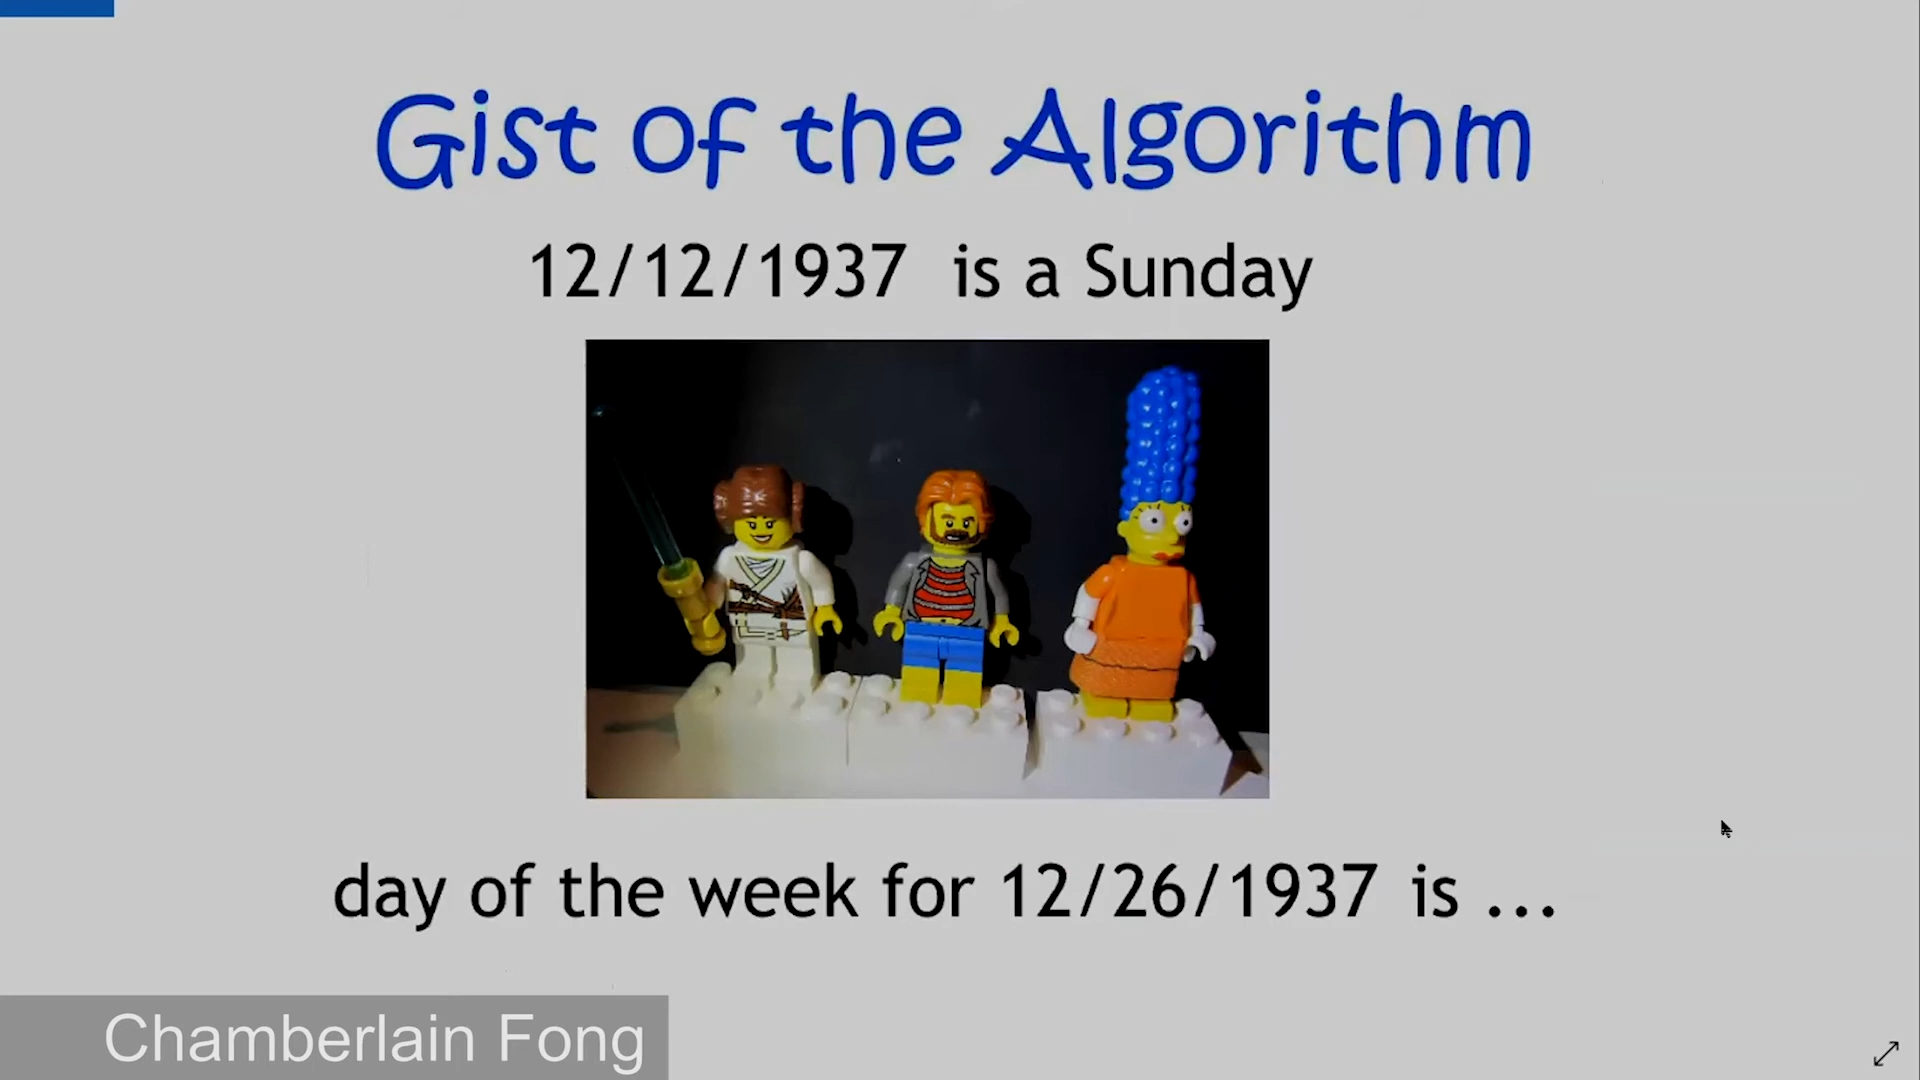 Gist of the Algorithm
12/12/1937 is a Sunday
day of the week for 12/26/1937 is ...
Chamberlain Fong